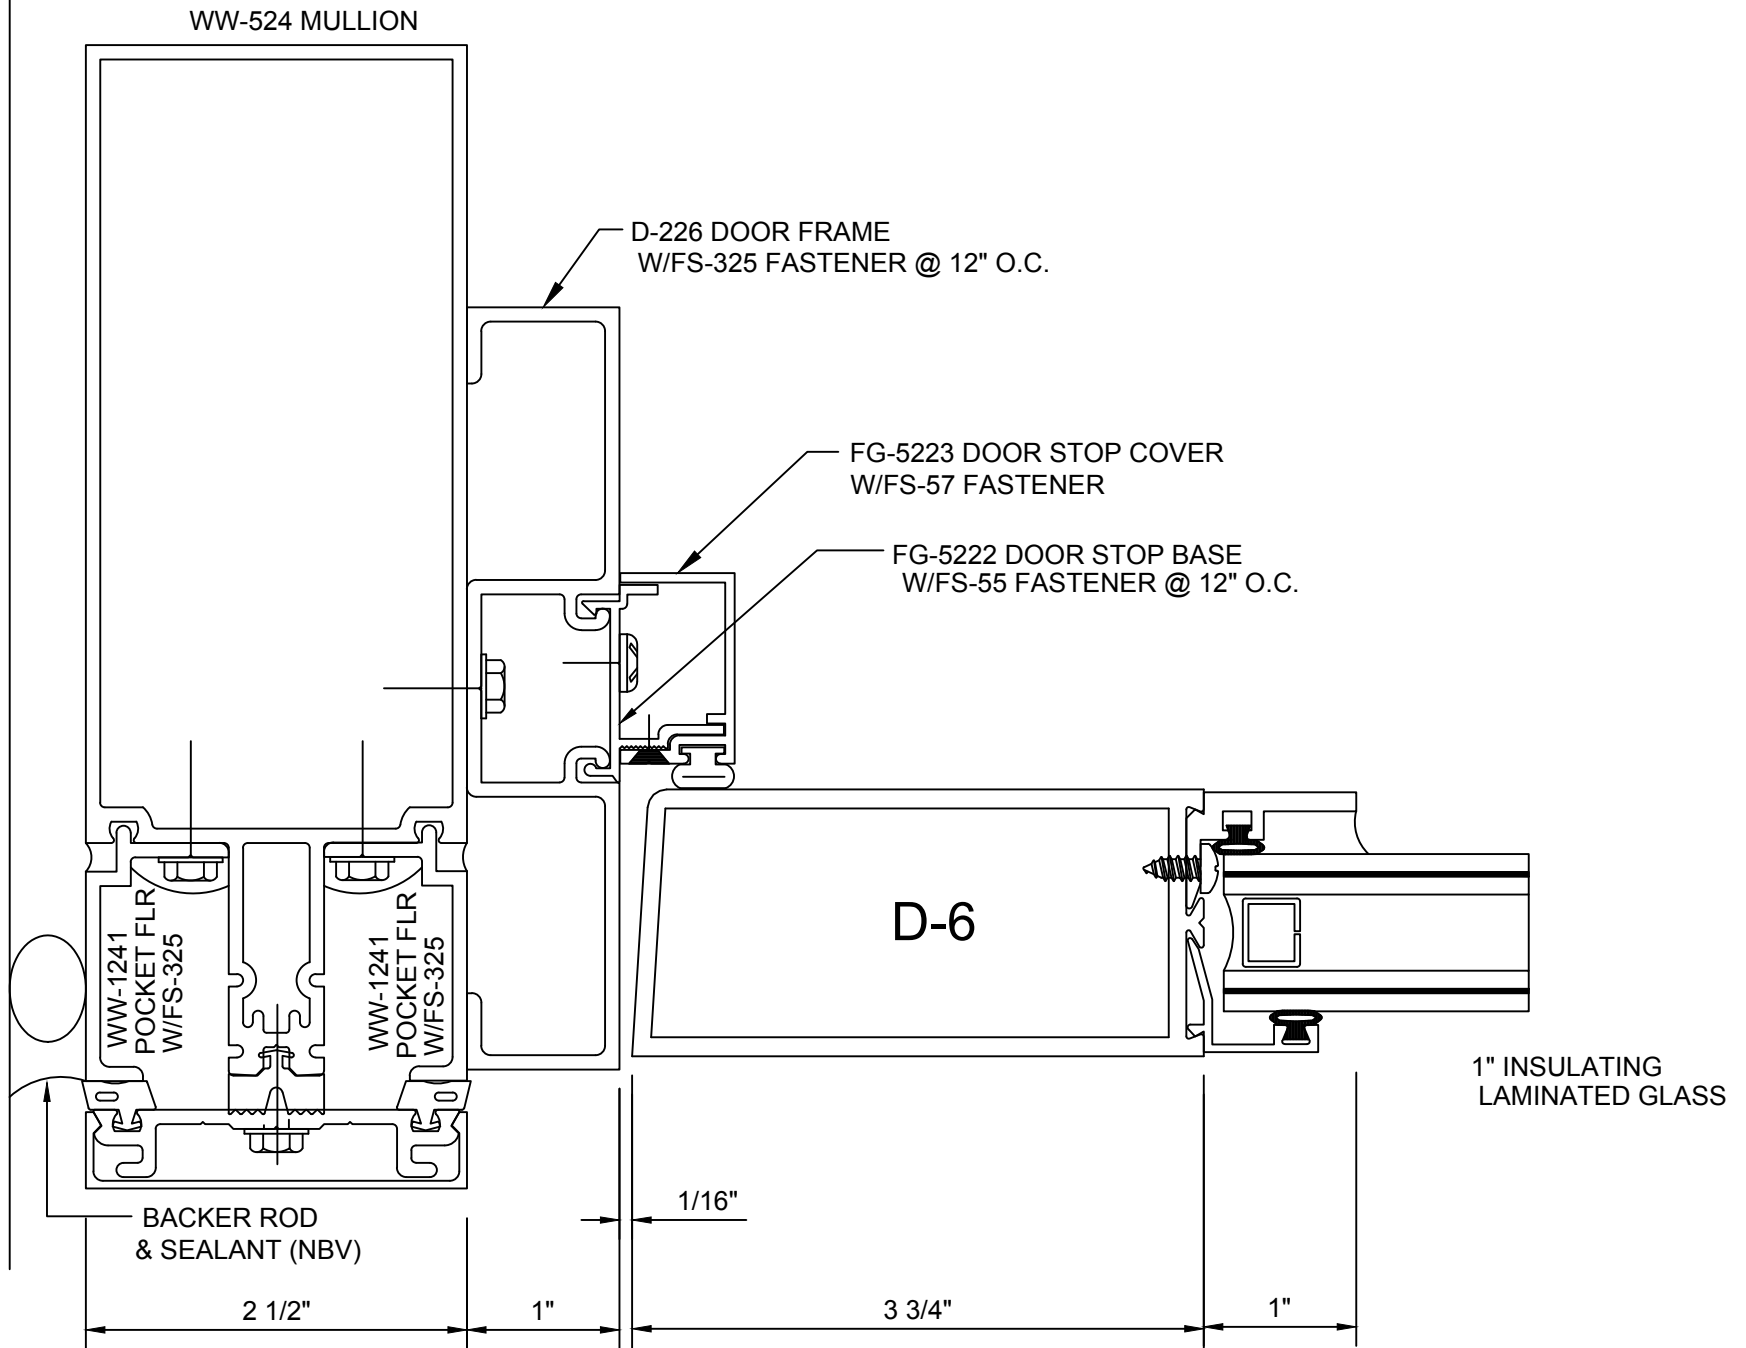 WW-524 MULLION
D-226 DOOR FRAME
W/FS-325 FASTENER @ 12" O.C.
FG-5223 DOOR STOP COVER
W/FS-57 FASTENER
FG-5222 DOOR STOP BASE
W/FS-55 FASTENER @ 12" O.C.
WW-1241
POCKET FLR
W/FS-325
WW-1241
POCKET FLR
W/FS-325
D-6
1" INSULATING
LAMINATED GLASS
BACKER ROD
& SEALANT (NBV)
1/16"
2 1/2"
1"
3 3/4"
1"